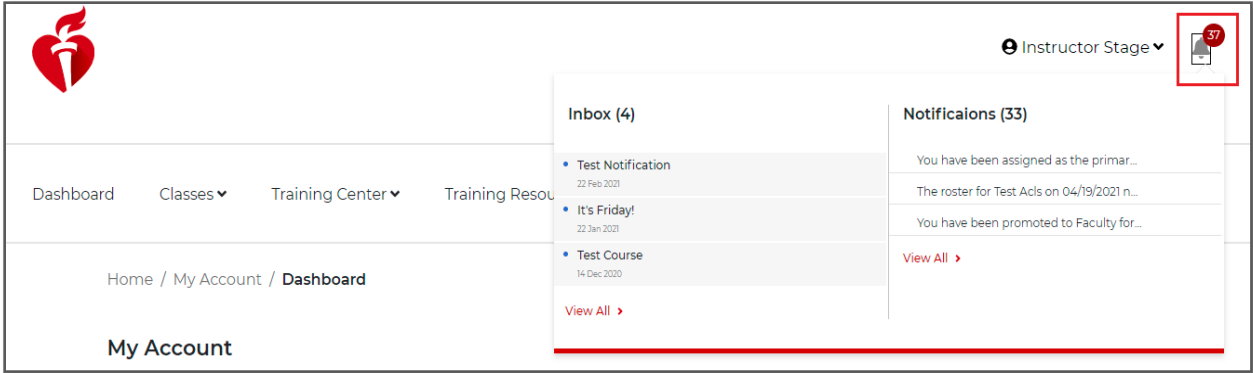 Instructor Stage
37
Inbox (4)
Test Notification
22 Feb 2021
It's Friday!
22 Jan 2021
Test Course
14 Dec 2020
View All
Notificaions (33)
You have been assigned as the primar...
The roster for Test Acls on 04/19/2021 n...
You have been promoted to Faculty for...
View All
Dashboard Classes Training Center Training Resou
Home / My Account / Dashboard
My Account